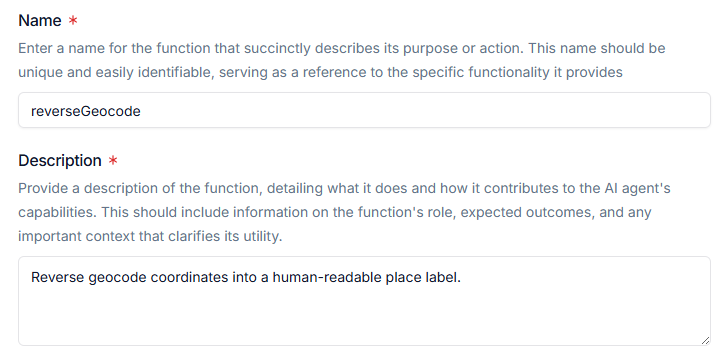 Name *
Enter a name for the function that succinctly describes its purpose or action. This name should be
unique and easily identifiable, serving as a reference to the specific functionality it provides
reverseGeocode
Description *
Provide a description of the function, detailing what it does and how it contributes to the AI agent's
capabilities. This should include information on the function's role, expected outcomes, and any
important context that clarifies its utility.
Reverse geocode coordinates into a human-readable place label.